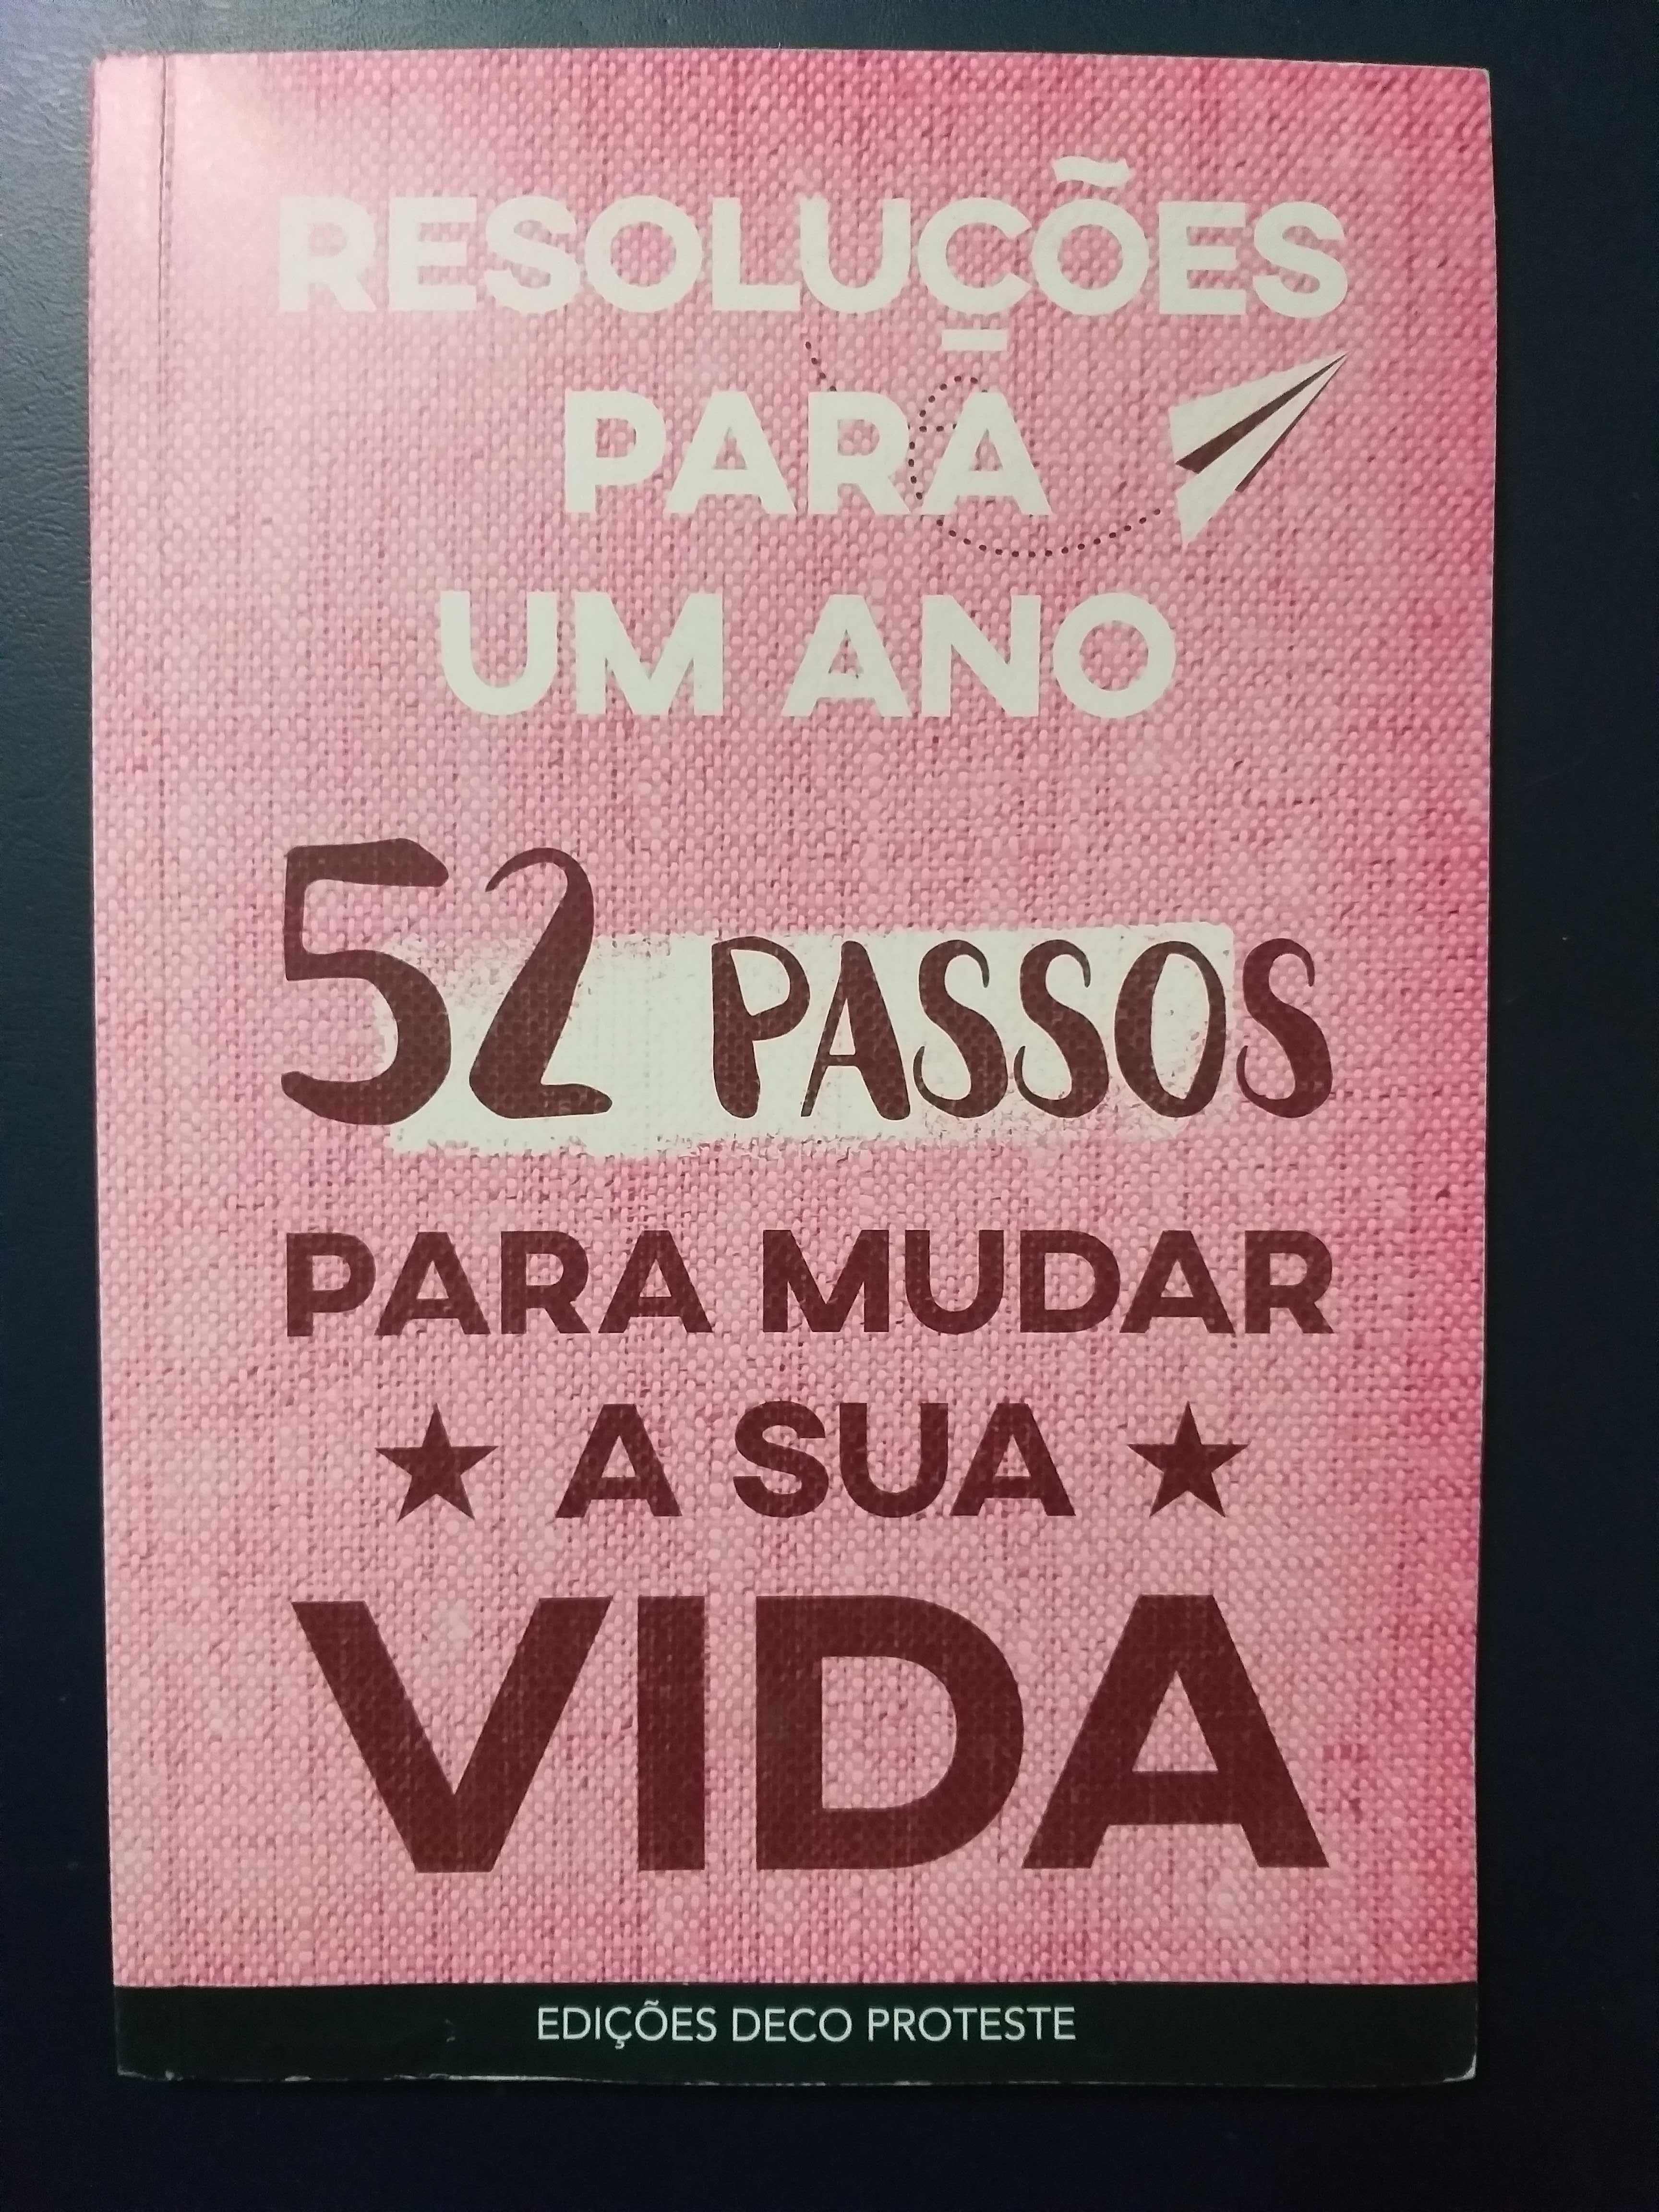 RESOLUÇÕES
PARA
UM ANO
52 PASSOS
PARA MUDAR
A SUA
VIDA
EDIÇÕES DECO PROTESTE